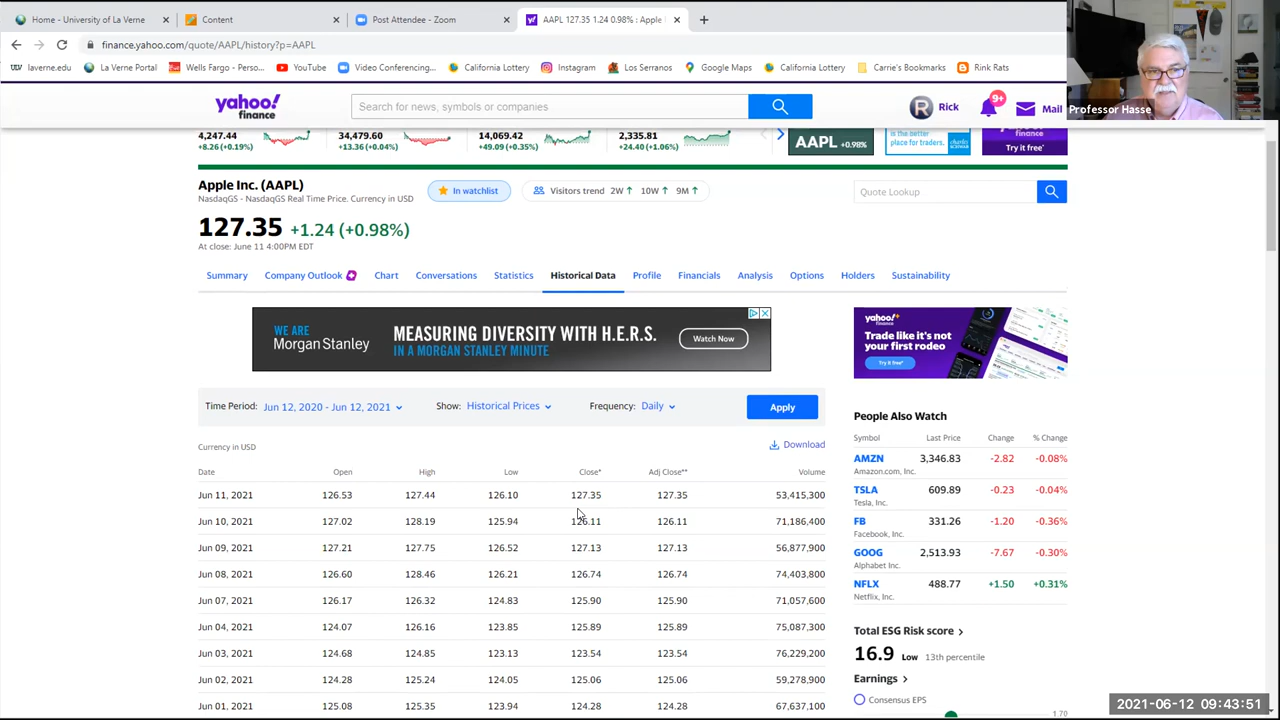 Home - University of La Verne
Content
Post Attendee - Zoom
AAPL 127.35 1.24 0.98% : Apple
finance.yahoo.com/quote/AAPL/history?p=AAPL
laverne.edu
La Verne Portal
Wells Fargo - Perso...
YouTube
Video Conferencing...
California Lottery
Instagram
Los Serranos
Google Maps
California Lottery
Carrie's Bookmarks
Rink Rats
Professor Hasse
yahoo!
finance
Search for news, symbols or companies
R
Rick
9+
Mail
4,247.44
+8.26 (+0.19%)
34,479.60
+13.36 (+0.04%)
14,069.42
+49.09 (+0.35%)
2,335.81
+24.40 (+1.06%)
AAPL +0.98%
is the better
place for traders.
charles
Try it free*
Apple Inc. (AAPL)
NasdaqGS - NasdaqGS Real Time Price. Currency in USD
In watchlist
Visitors trend 2W 10W 9M
Quote Lookup
127.35 +1.24 (+0.98%)
At close: June 11 4:00PM EDT
Summary Company Outlook Chart Conversations Statistics Historical Data Profile Financials Analysis Options Holders Sustainability
WE ARE
Morgan Stanley
MEASURING DIVERSITY WITH H.E.R.S.
IN A MORGAN STANLEY MINUTE
Watch Now
yahoo!+
finance
Trade like it's not
your first rodeo
Try it free*
Time Period: Jun 12, 2020 - Jun 12, 2021 Show: Historical Prices Frequency: Daily Apply
Currency in USD Download
Date Open High Low Close* Adj Close** Volume
Jun 11, 2021 126.53 127.44 126.10 127.35 127.35 53,415,300
Jun 10, 2021 127.02 128.19 125.94 126.11 126.11 71,186,400
Jun 09, 2021 127.21 127.75 126.52 127.13 127.13 56,877,900
Jun 08, 2021 126.60 128.46 126.21 126.74 126.74 74,403,800
Jun 07, 2021 126.17 126.32 124.83 125.90 125.90 71,057,600
Jun 04, 2021 124.07 126.16 123.85 125.89 125.89 75,087,300
Jun 03, 2021 124.68 124.85 123.13 123.54 123.54 76,229,200
Jun 02, 2021 124.28 125.24 124.05 125.06 125.06 59,278,900
Jun 01, 2021 125.08 125.35 123.94 124.28 124.28 67,637,100
People Also Watch
Symbol Last Price Change % Change
AMZN 3,346.83 -2.82 -0.08%
Amazon.com, Inc.
TSLA 609.89 -0.23 -0.04%
Tesla, Inc.
FB 331.26 -1.20 -0.36%
Facebook, Inc.
GOOG 2,513.93 -7.67 -0.30%
Alphabet Inc.
NFLX 488.77 +1.50 +0.31%
Netflix, Inc.
Total ESG Risk score
16.9 Low 13th percentile
Earnings
Consensus EPS
1.70
2021-06-12 09:43:51